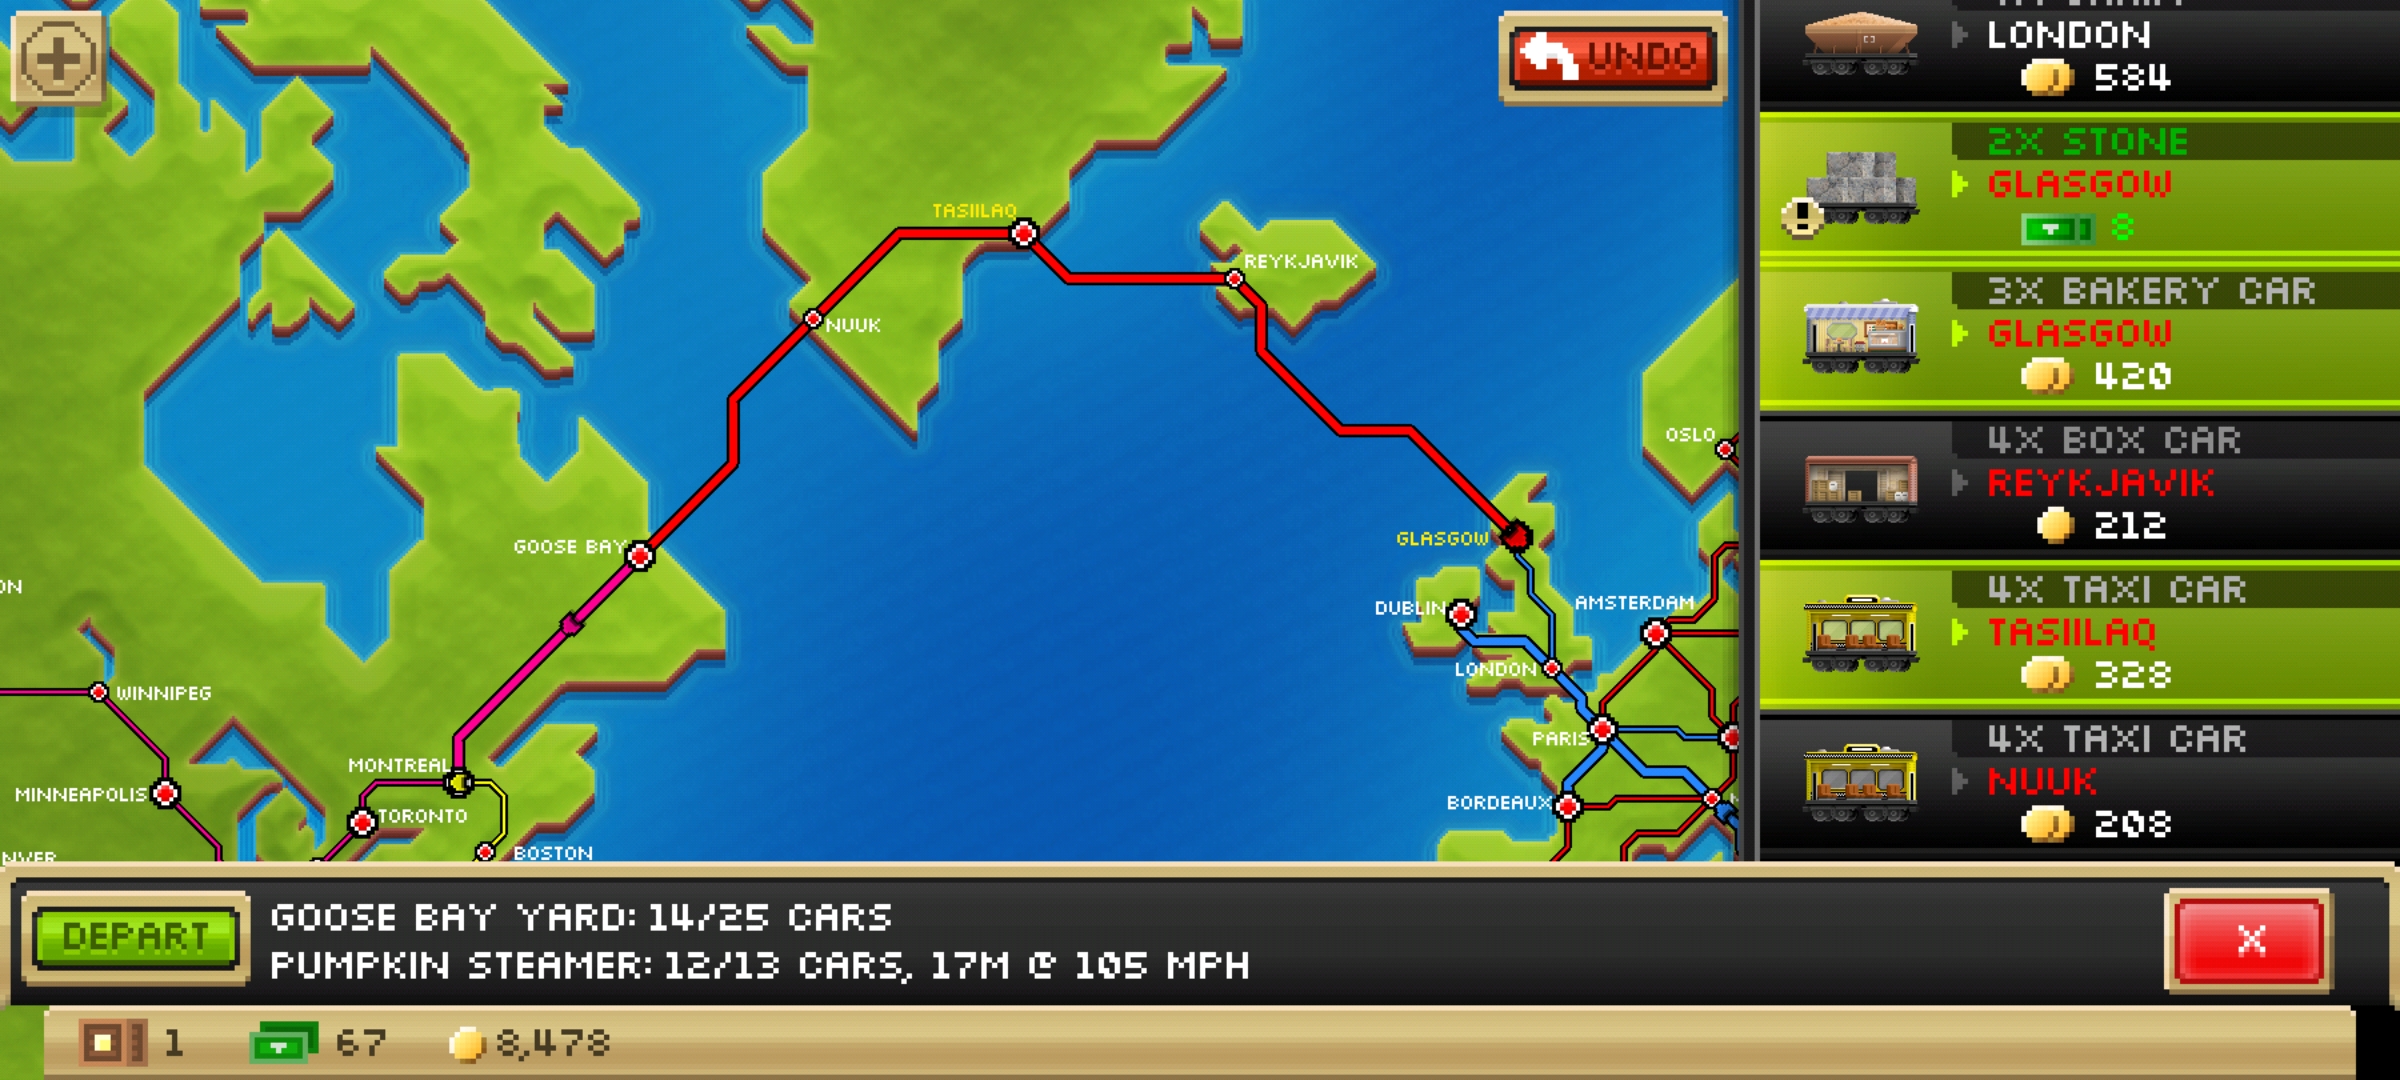 UNDO
TASIILAQ
REYKJAVIK
NUUK
OSLO
GOOSE BAY
GLASGOW
DUBLIN
AMSTERDAM
LONDON
WINNIPEG
PARIS
MONTREAL
MINNEAPOLIS
TORONTO
BORDEAUX
BOSTON
LONDON
584
2X STONE
GLASGOW
8
3X BAKERY CAR
GLASGOW
420
4X BOX CAR
REYKJAVIK
212
4X TAXI CAR
TASIILAQ
328
4X TAXI CAR
NUUK
208
DEPART
GOOSE BAY YARD: 14/25 CARS
PUMPKIN STEAMER: 12/13 CARS, 17M @ 105 MPH
X
1
67
8,478